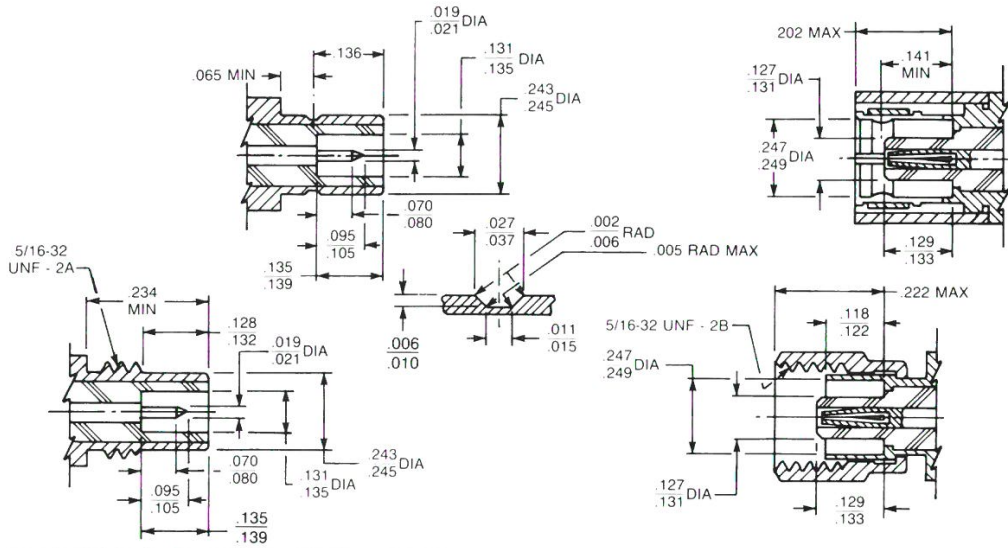 .019
.021 DIA
.136
.131
.135 DIA
.065 MIN
.243
.245 DIA
.070
.080
.095
.105
.135
.139
202 MAX
.141
MIN
.127
.131 DIA
.247
.249 DIA
.129
.133
.027
.037
.002
.006 RAD
.005 RAD MAX
.006
.010
.011
.015
5/16-32
UNF - 2A
.234
MIN
.128
.132
.019
.021 DIA
.243
.245 DIA
.070
.080
.131
.135 DIA
.095
.105
.135
.139
.222 MAX
.118
.122
5/16-32 UNF - 2B
.247
.249 DIA
.127
.131 DIA
.129
.133